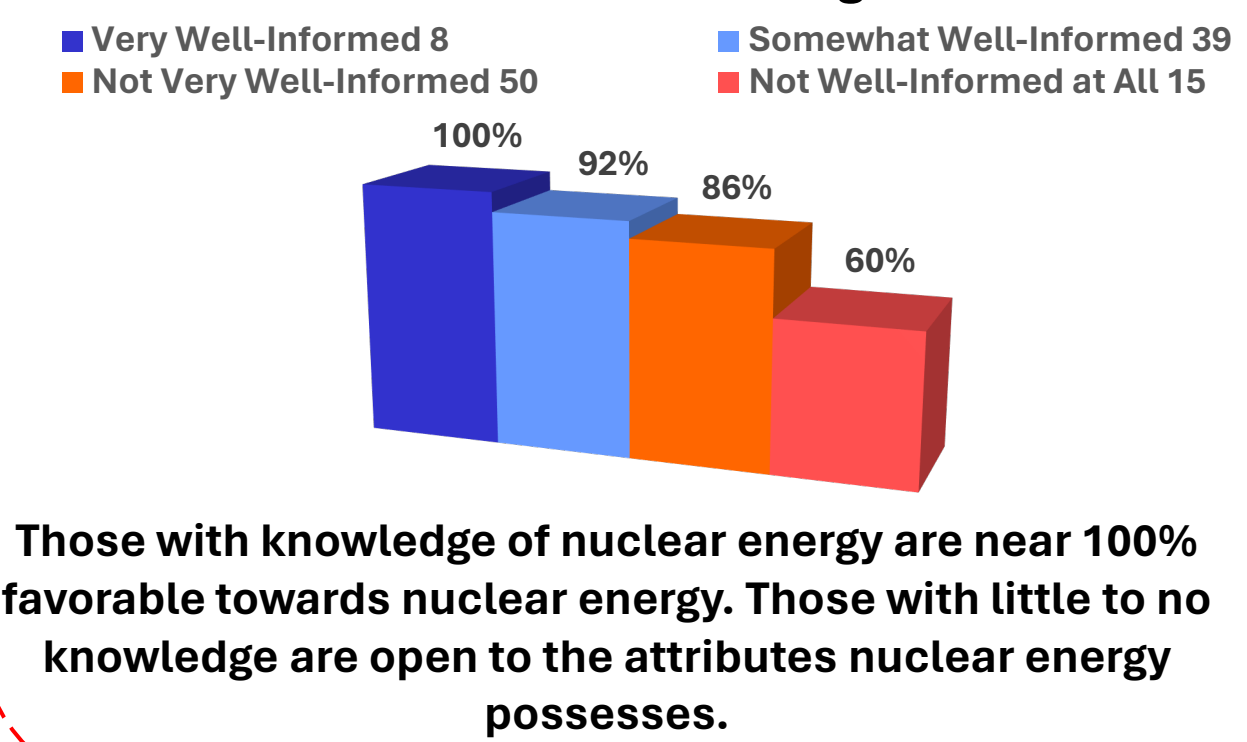 Very Well-Informed 8
Somewhat Well-Informed 39
Not Very Well-Informed 50
Not Well-Informed at All 15
100%
92%
86%
60%
Those with knowledge of nuclear energy are near 100%
favorable towards nuclear energy. Those with little to no
knowledge are open to the attributes nuclear energy
possesses.